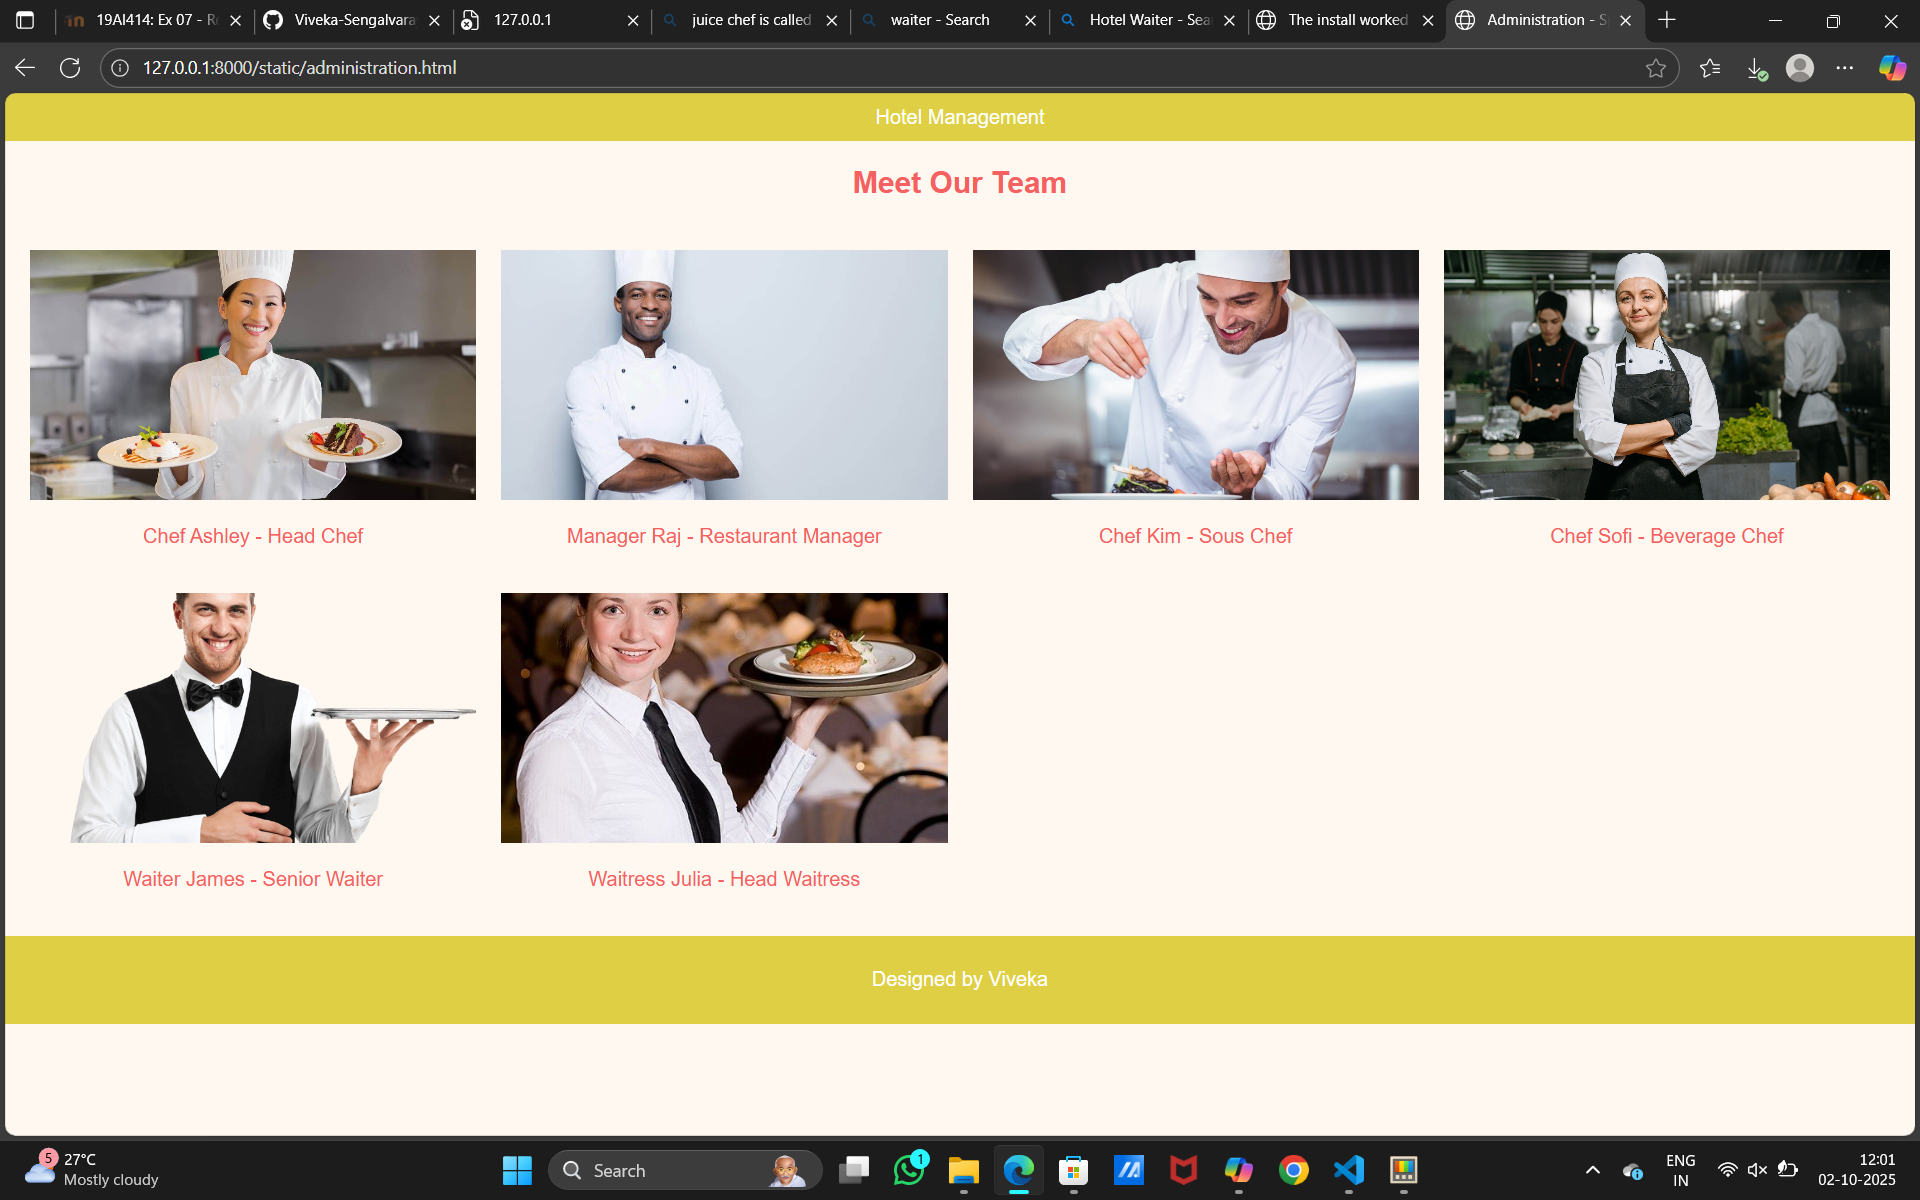 19AI414: Ex 07 - R
Viveka-Sengalvara
127.0.0.1
juice chef is called
waiter - Search
Hotel Waiter - Sea
The install worked
Administration - S
127.0.0.1:8000/static/administration.html
Hotel Management
Meet Our Team
Chef Ashley - Head Chef
Manager Raj - Restaurant Manager
Chef Kim - Sous Chef
Chef Sofi - Beverage Chef
Waiter James - Senior Waiter
Waitress Julia - Head Waitress
Designed by Viveka
5
27°C
Mostly cloudy
Search
1
ENG
IN
12:01
02-10-2025